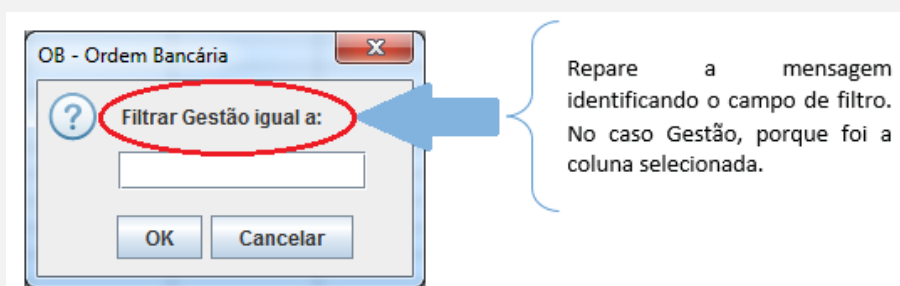 OB - Ordem Bancária
x
?
Filtrar Gestão igual a:
OK Cancelar
Repare a mensagem
identificando o campo de filtro.
No caso Gestão, porque foi a
coluna selecionada.